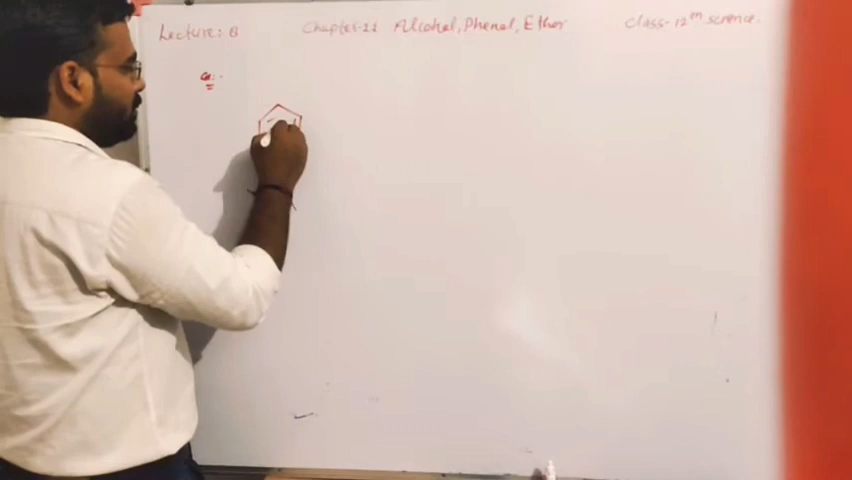 Lecture: 8 Chapter-11 Alcohol, Phenol, Ether Class-12th science.
Q:-